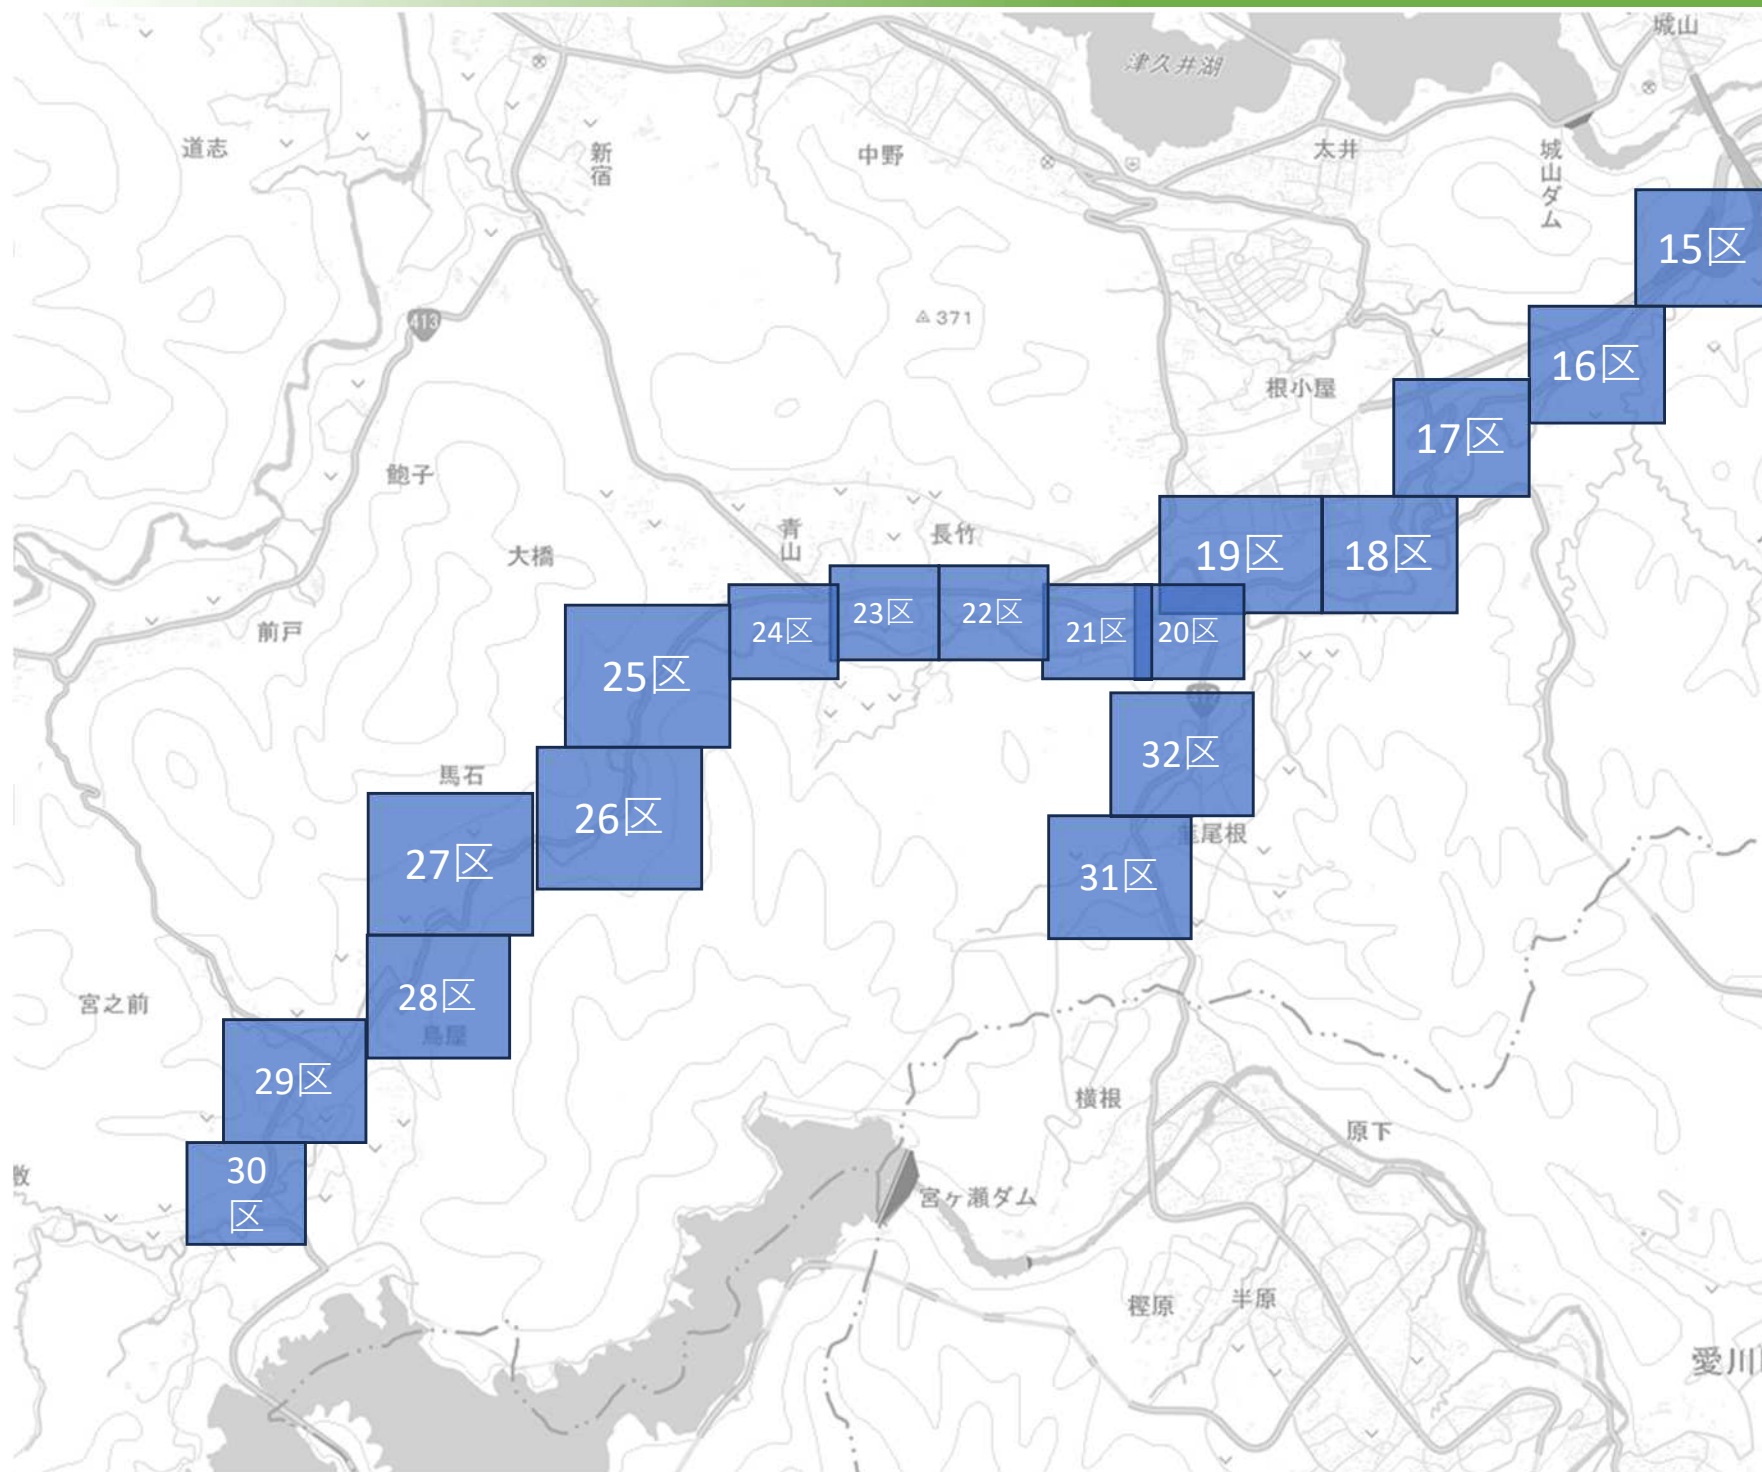 城山
津久井湖
道志
新宿
中野
太井
城山ダム
15区
413
371
16区
根小屋
17区
鮑子
青山
長竹
大橋
19区
18区
23区
22区
24区
21区
20区
前戸
25区
32区
馬石
26区
尾根
27区
31区
28区
宮之前
鳥屋
29区
横根
原下
30
区
宮ヶ瀬ダム
樫原
半原
愛川